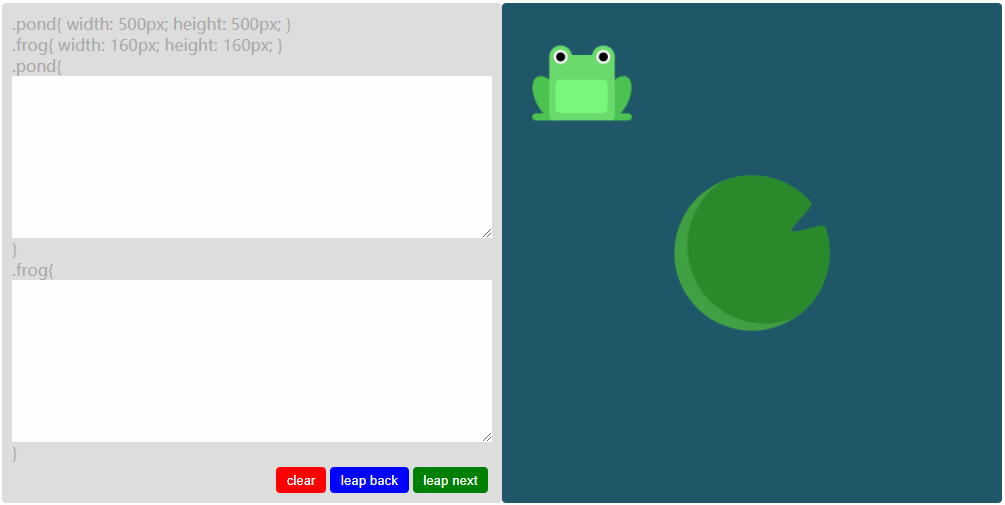 .pond{ width: 500px; height: 500px; }
.frog{ width: 160px; height: 160px; }
.pond{
}
.frog{
}
clear leap back leap next